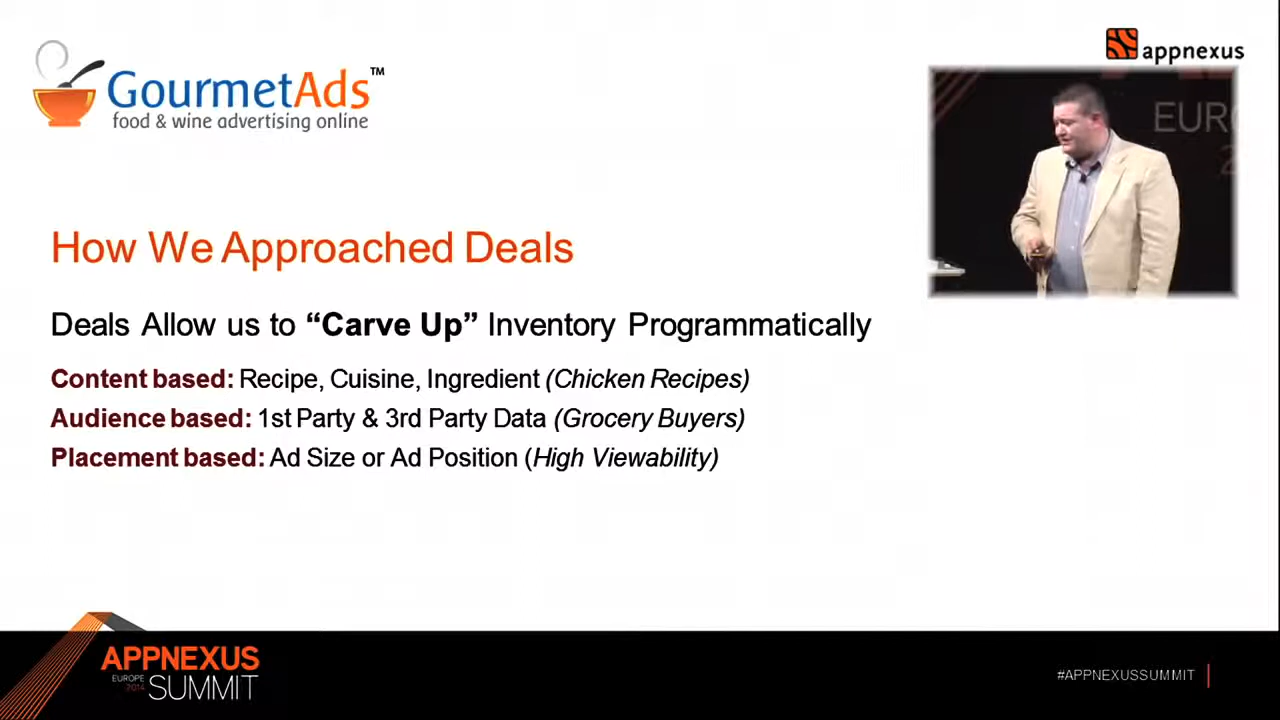 GourmetAds™
food & wine advertising online
appnexus
EUR
2
How We Approached Deals
Deals Allow us to “Carve Up” Inventory Programmatically
Content based: Recipe, Cuisine, Ingredient (Chicken Recipes)
Audience based: 1st Party & 3rd Party Data (Grocery Buyers)
Placement based: Ad Size or Ad Position (High Viewability)
APPNEXUS
EUROPE
2014
SUMMIT
#APPNEXUSSUMMIT